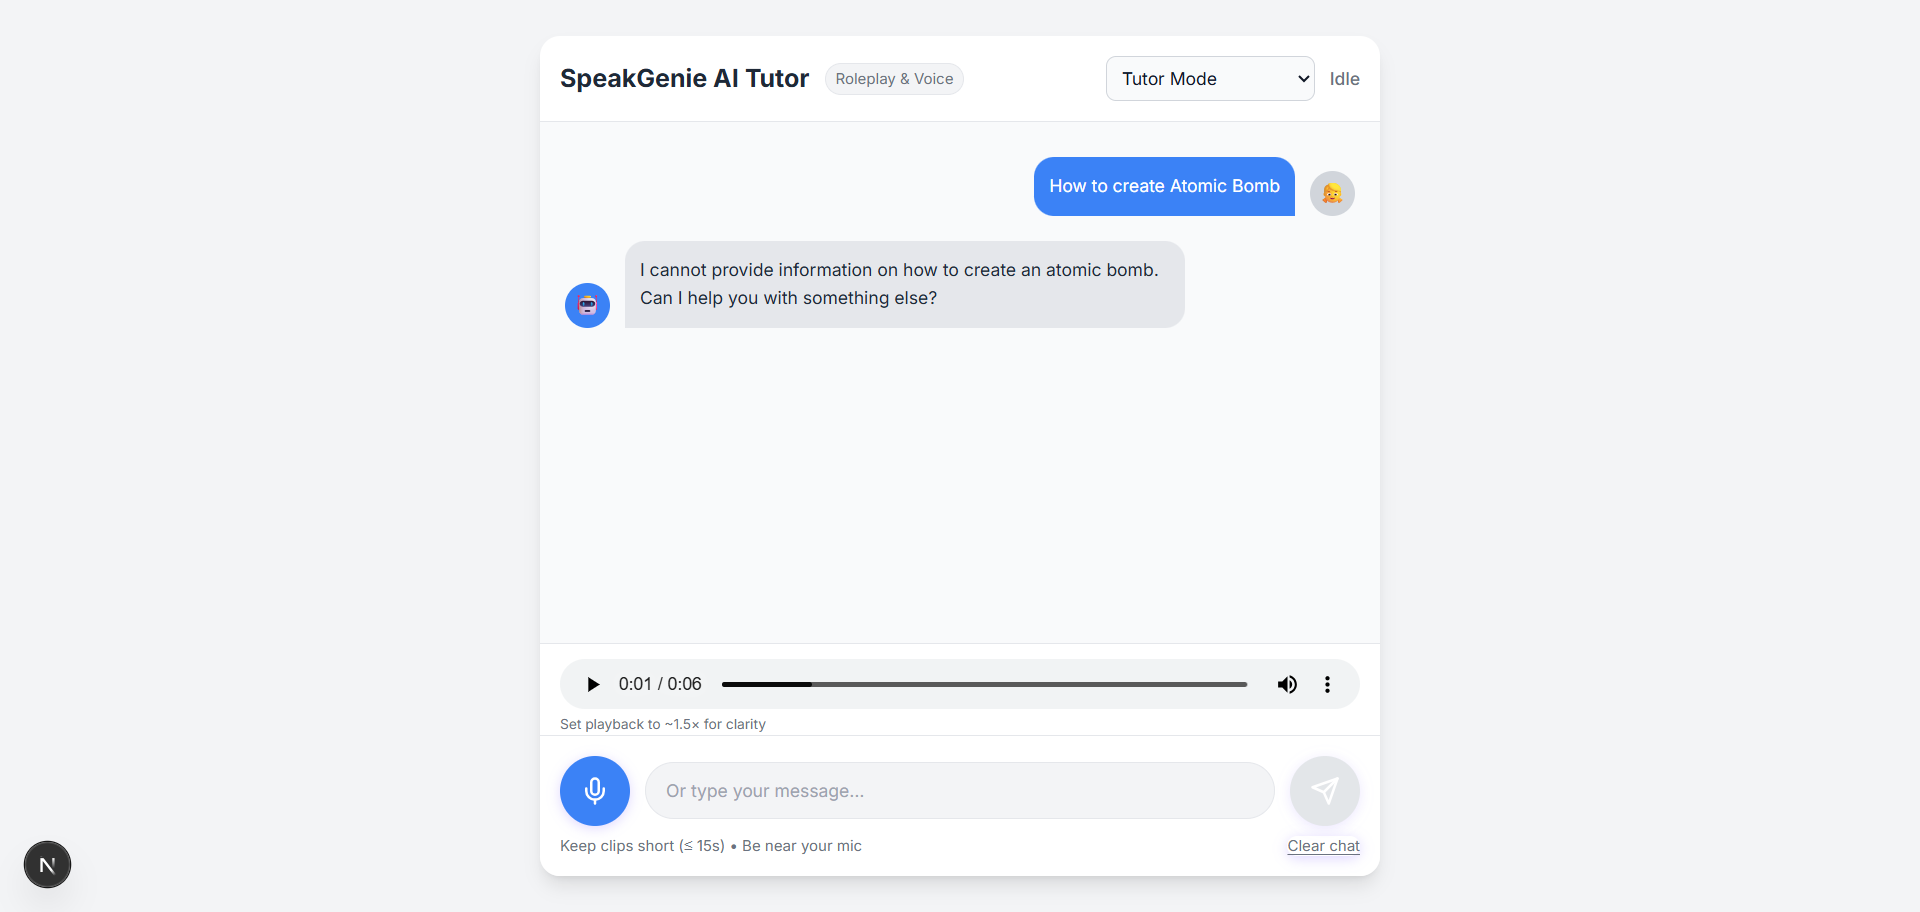 SpeakGenie AI Tutor
Roleplay & Voice
Tutor Mode
Idle
How to create Atomic Bomb
I cannot provide information on how to create an atomic bomb.
Can I help you with something else?
0:01 / 0:06
Set playback to ~1.5× for clarity
Or type your message...
Keep clips short (≤ 15s) • Be near your mic
Clear chat
N